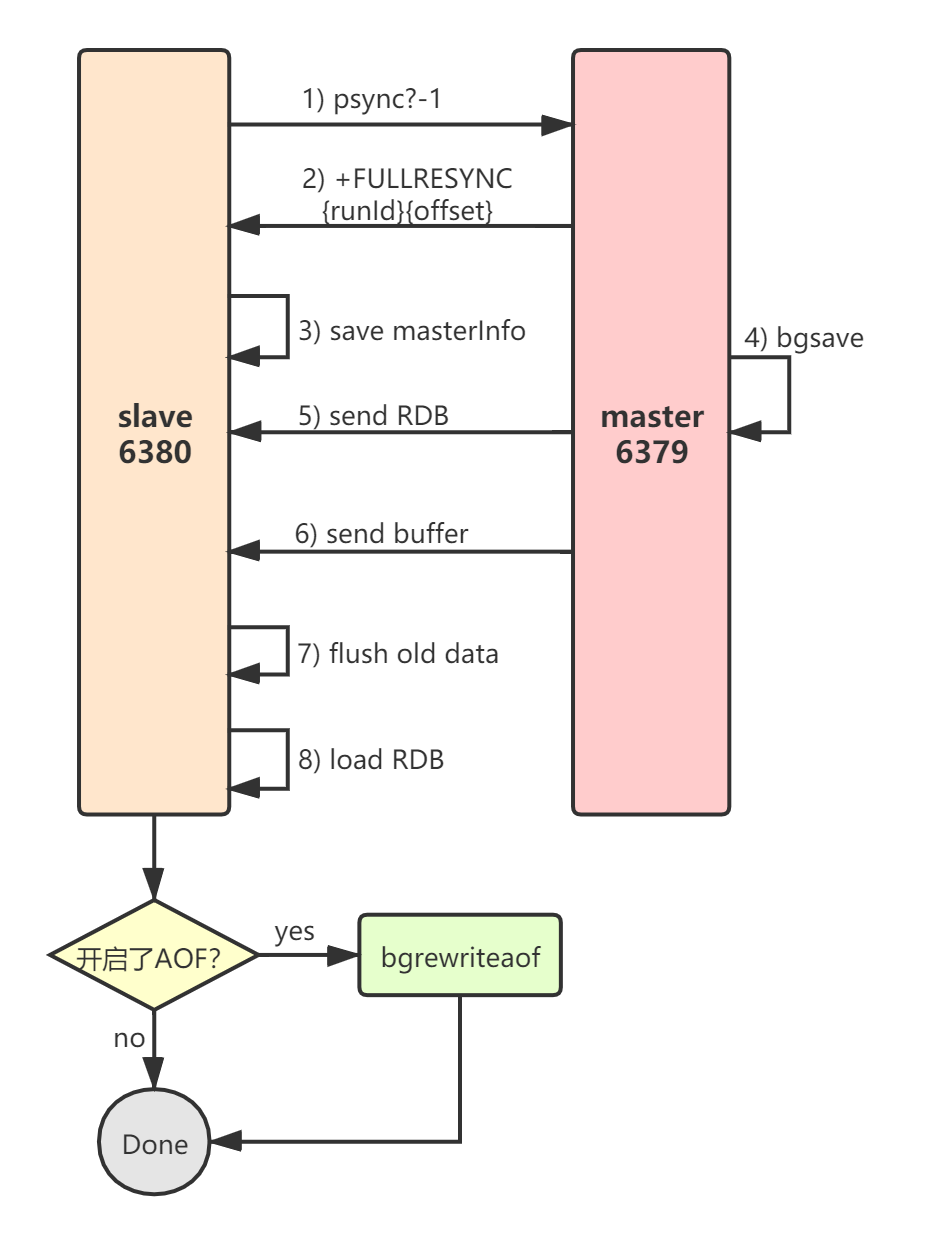 1) psync?-1
2) +FULLRESYNC
{runId}{offset}
3) save masterInfo
4) bgsave
slave
6380
5) send RDB
master
6379
6) send buffer
7) flush old data
8) load RDB
开启了AOF?
yes
bgrewriteaof
no
Done